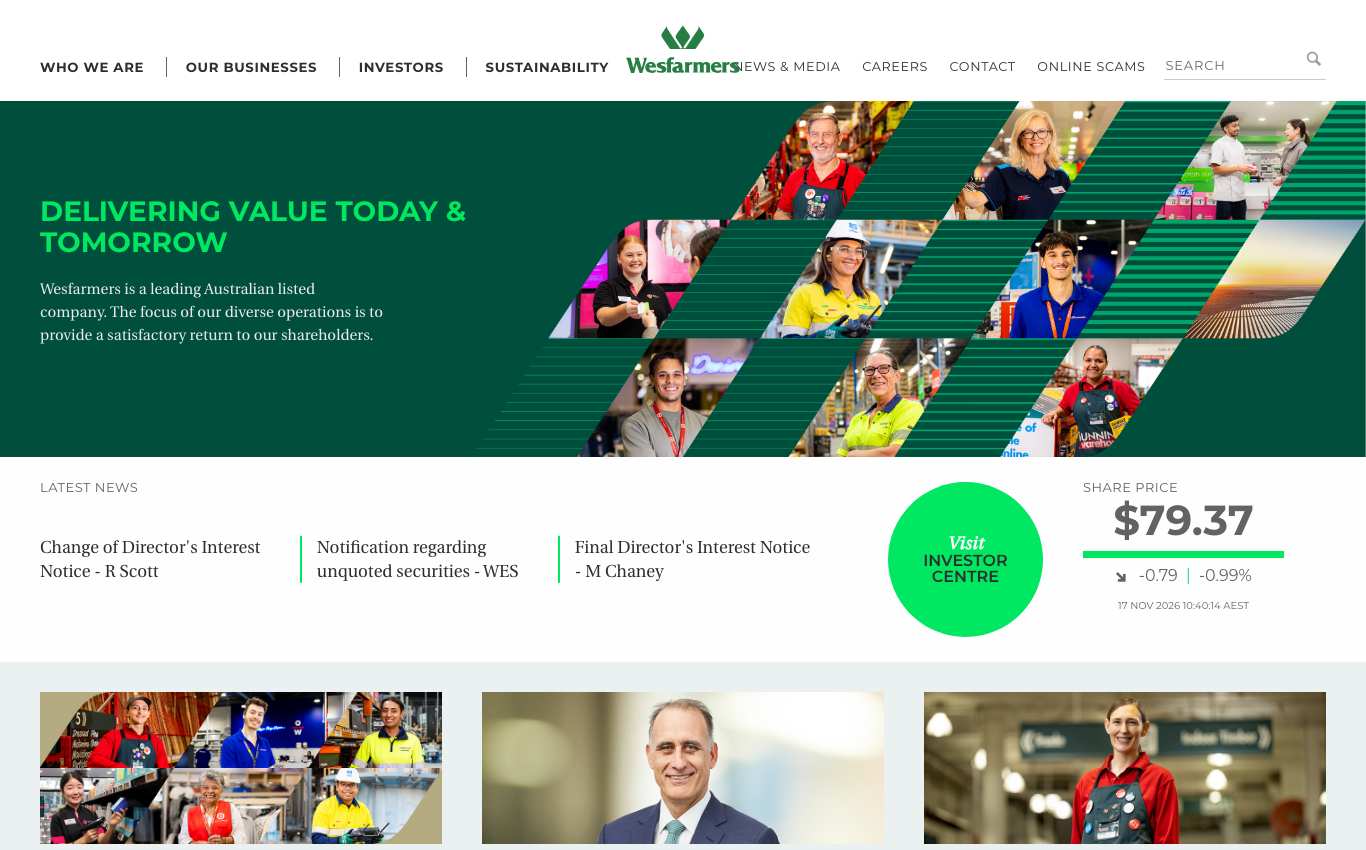 WHO WE ARE
OUR BUSINESSES
INVESTORS
SUSTAINABILITY
Wesfarmers
NEWS & MEDIA
CAREERS
CONTACT
ONLINE SCAMS
SEARCH
DELIVERING VALUE TODAY &
TOMORROW
Wesfarmers is a leading Australian listed
company. The focus of our diverse operations is to
provide a satisfactory return to our shareholders.
LATEST NEWS
Change of Director's Interest
Notice - R Scott
Notification regarding
unquoted securities - WES
Final Director's Interest Notice
- M Chaney
Visit
INVESTOR
CENTRE
SHARE PRICE
$79.37
-0.79 | -0.99%
17 NOV 2026 10:40:14 AEST